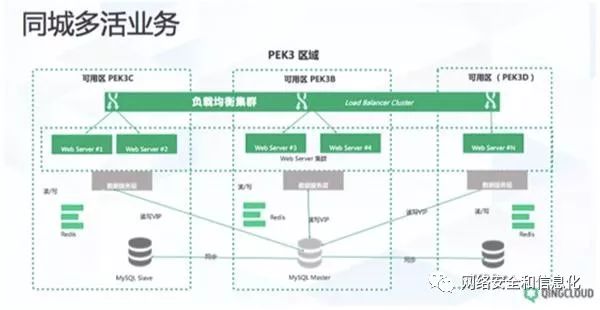 同城多活业务
PEK3 区域
可用区 PEK3C
可用区 PEK3B
可用区（PEK3D）
负载均衡集群
Load Balancer Cluster
Web Server #1
Web Server #2
Web Server #3
Web Server #4
Web Server #N
Web Server 集群
数据服务层
数据服务层
数据服务层
读/写
读写VIP
读/写
读写VIP
读写VIP
读/写
Redis
Redis
Redis
同步
同步
MySQL Slave
MySQL Master
网络安全和信息化
QINGCLOUD